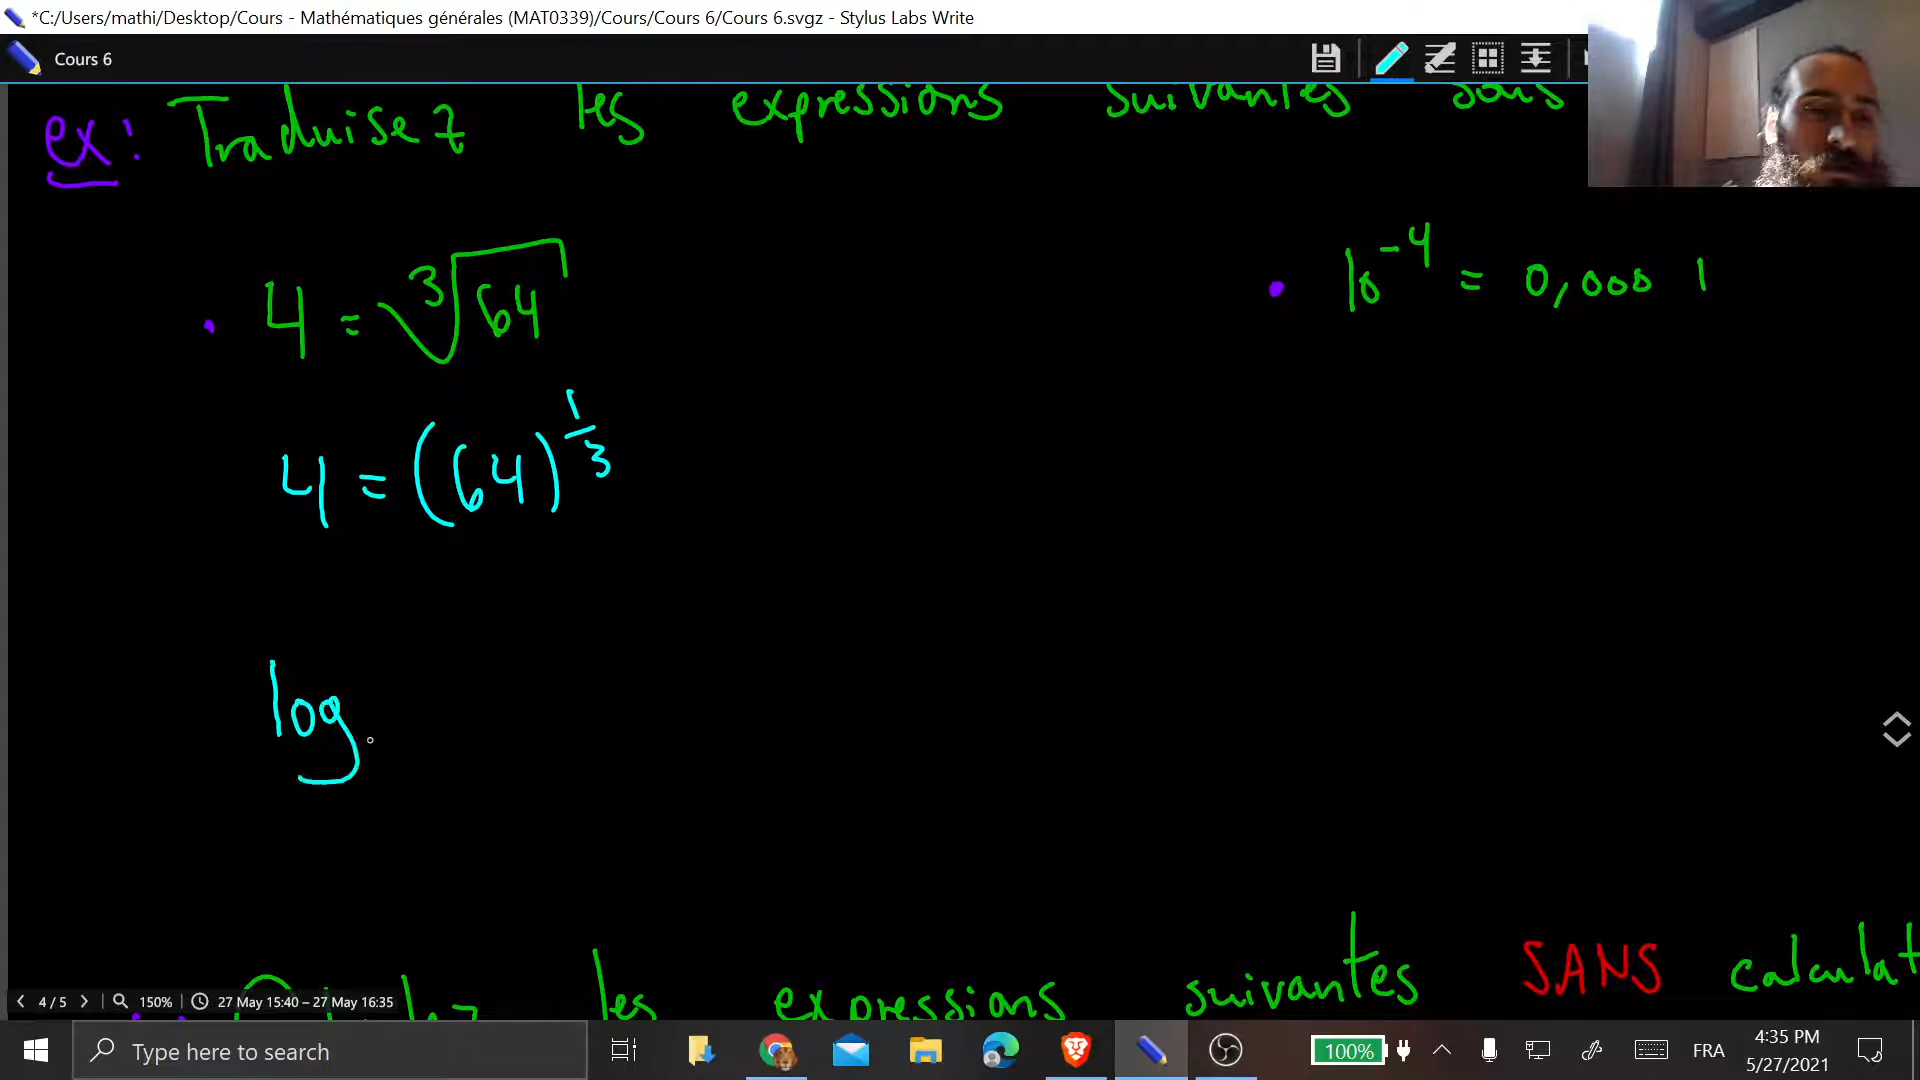 *C:/Users/mathi/Desktop/Cours - Mathématiques générales (MAT0339)/Cours/Cours 6/Cours 6.svgz - Stylus Labs Write
Cours 6
ex: Traduisez les expressions suivantes sous
• 4 = ∛64
• 10⁻⁴ = 0,000 1
4 = (64)^(1/3)
log
les expressions suivantes SANS calculat
4 / 5 150% 27 May 15:40 – 27 May 16:35
Type here to search
100% FRA 4:35 PM
5/27/2021